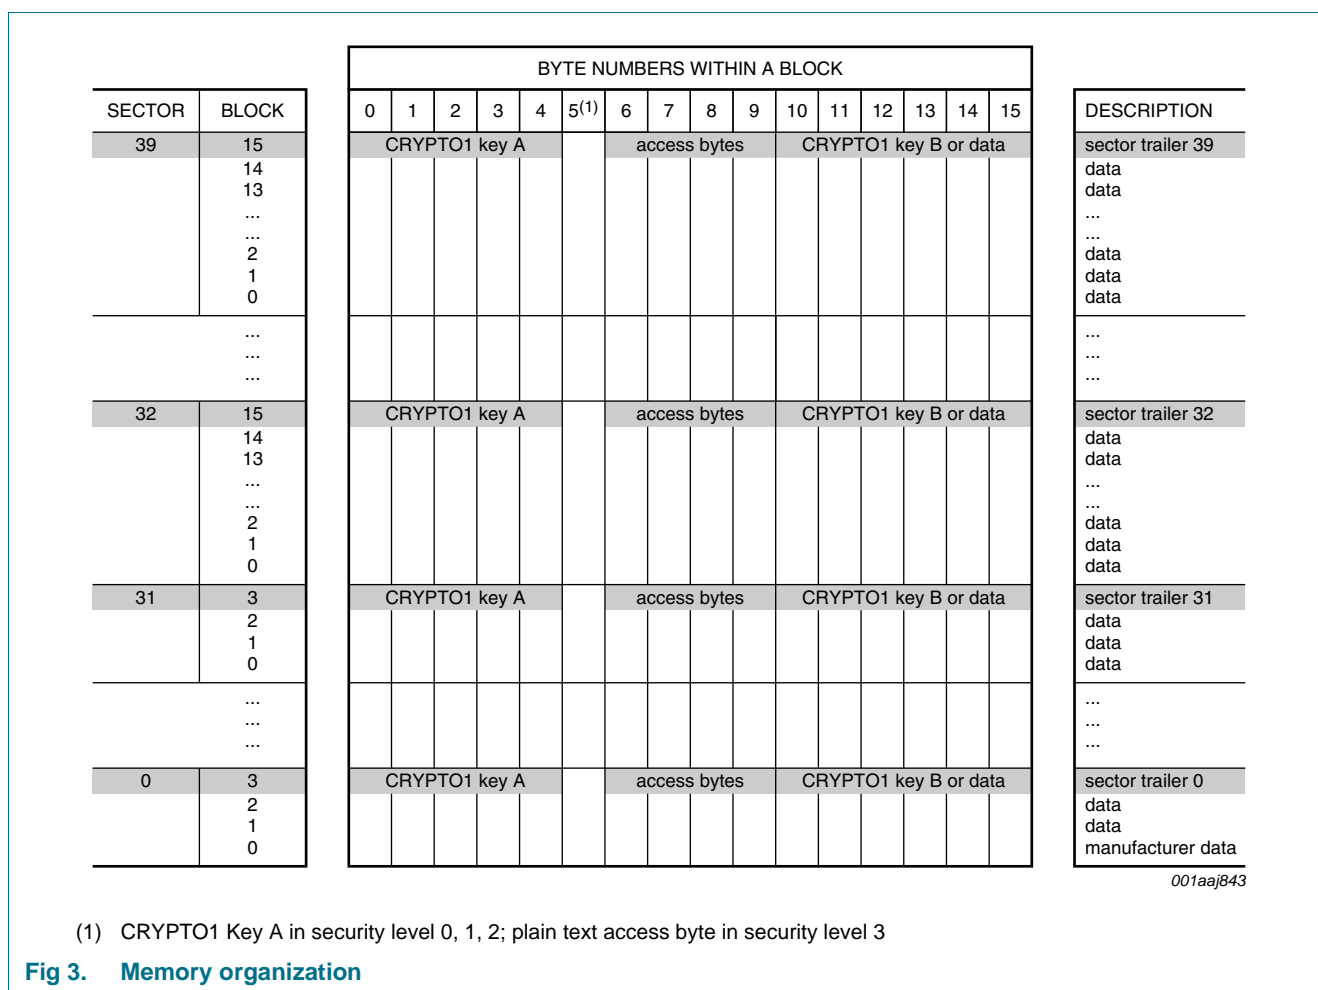 BYTE NUMBERS WITHIN A BLOCK
SECTOR BLOCK 0 1 2 3 4 5(1) 6 7 8 9 10 11 12 13 14 15 DESCRIPTION
39 15 CRYPTO1 key A access bytes CRYPTO1 key B or data sector trailer 39
14 data
13 data
... ...
... ...
2 data
1 data
0 data
... ...
... ...
... ...
32 15 CRYPTO1 key A access bytes CRYPTO1 key B or data sector trailer 32
14 data
13 data
... ...
... ...
2 data
1 data
0 data
31 3 CRYPTO1 key A access bytes CRYPTO1 key B or data sector trailer 31
2 data
1 data
0 data
... ...
... ...
... ...
0 3 CRYPTO1 key A access bytes CRYPTO1 key B or data sector trailer 0
2 data
1 data
0 manufacturer data
001aaj843
(1) CRYPTO1 Key A in security level 0, 1, 2; plain text access byte in security level 3
Fig 3. Memory organization